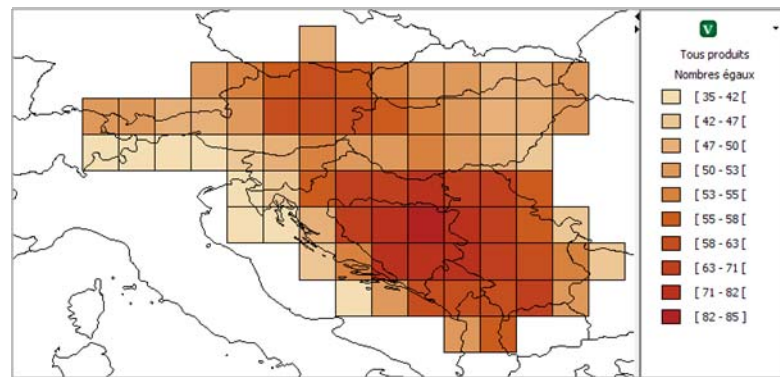 V
Tous produits
Nombres égaux
[ 35 - 42 [
[ 42 - 47 [
[ 47 - 50 [
[ 50 - 53 [
[ 53 - 55 [
[ 55 - 58 [
[ 58 - 63 [
[ 63 - 71 [
[ 71 - 82 [
[ 82 - 85 ]